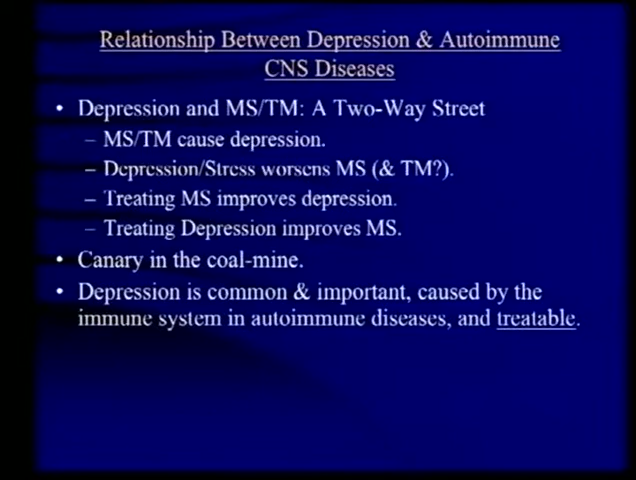 Relationship Between Depression & Autoimmune
CNS Diseases
• Depression and MS/TM: A Two-Way Street
– MS/TM cause depression.
– Depression/Stress worsens MS (& TM?).
– Treating MS improves depression.
– Treating Depression improves MS.
• Canary in the coal-mine.
• Depression is common & important, caused by the
immune system in autoimmune diseases, and treatable.